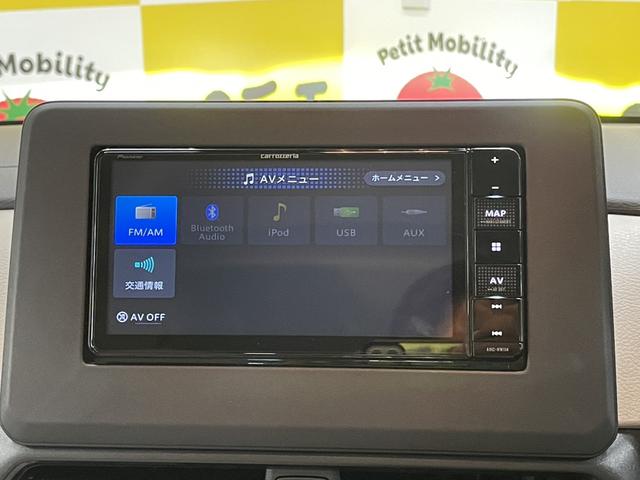 Petit Mobility
Petit Mobility
Pioneer
carrozzeria
AVメニュー
ホームメニュー
FM/AM
Bluetooth
Audio
iPod
USB
AUX
交通情報
AV OFF
+
-
MAP
AV